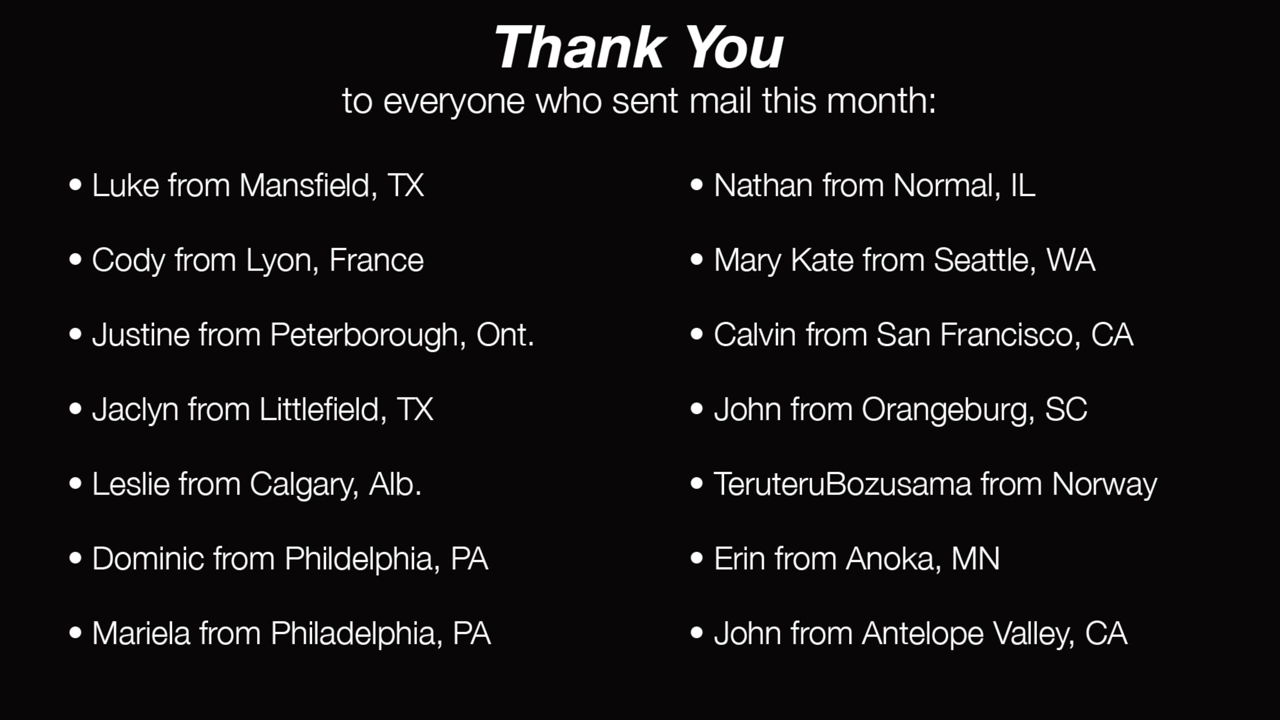 Thank You
to everyone who sent mail this month:
• Luke from Mansfield, TX
• Cody from Lyon, France
• Justine from Peterborough, Ont.
• Jaclyn from Littlefield, TX
• Leslie from Calgary, Alb.
• Dominic from Phildelphia, PA
• Mariela from Philadelphia, PA
• Nathan from Normal, IL
• Mary Kate from Seattle, WA
• Calvin from San Francisco, CA
• John from Orangeburg, SC
• TeruteruBozusama from Norway
• Erin from Anoka, MN
• John from Antelope Valley, CA